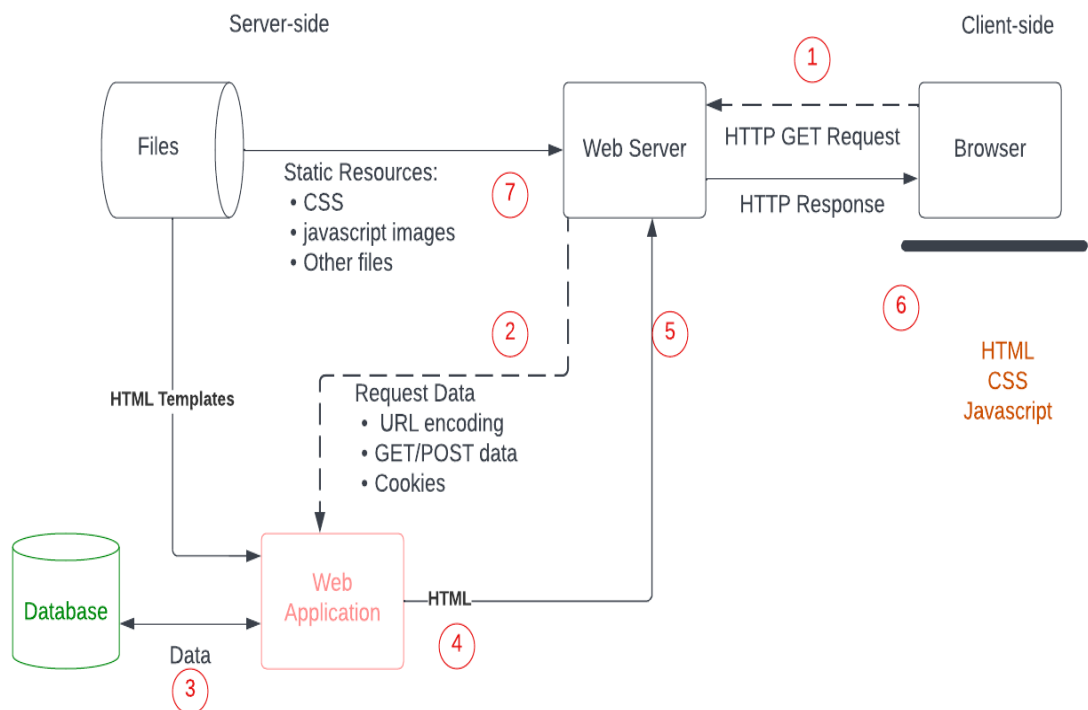 Server-side
Client-side
1
Files
Web Server
HTTP GET Request
Browser
Static Resources:
• CSS
• javascript images
• Other files
7
HTTP Response
2
5
6
HTML
CSS
Javascript
HTML Templates
Request Data
• URL encoding
• GET/POST data
• Cookies
Database
Web
Application
HTML
4
Data
3